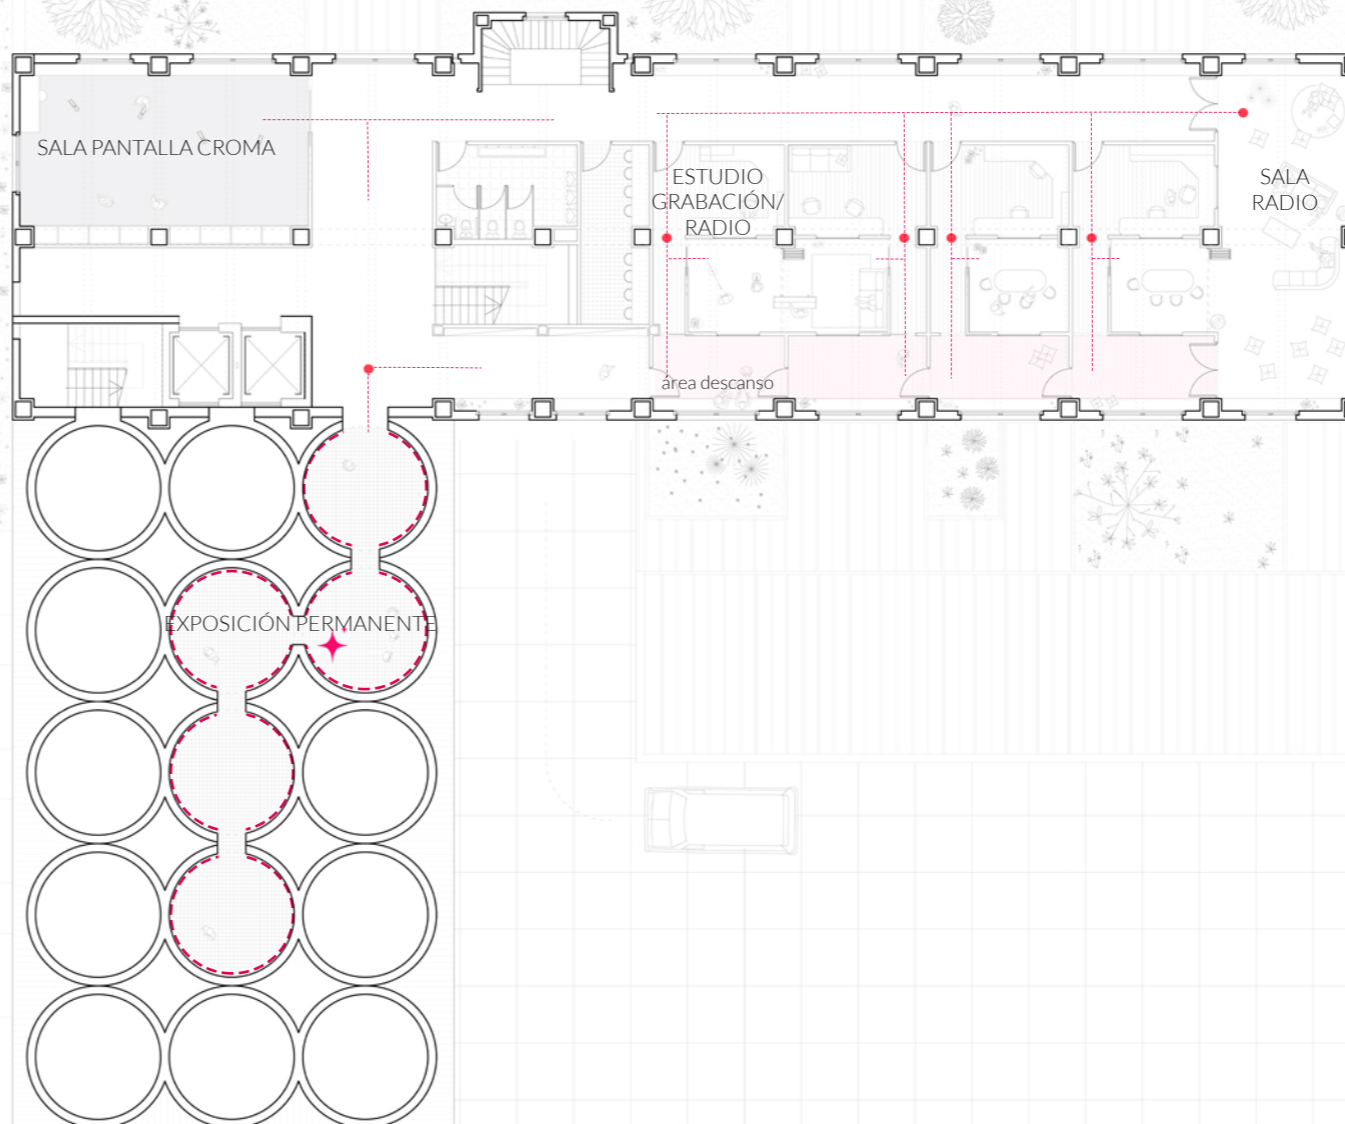 SALA PANTALLA CROMA
ESTUDIO
GRABACIÓN/
RADIO
SALA
RADIO
área descanso
EXPOSICIÓN PERMANENTE